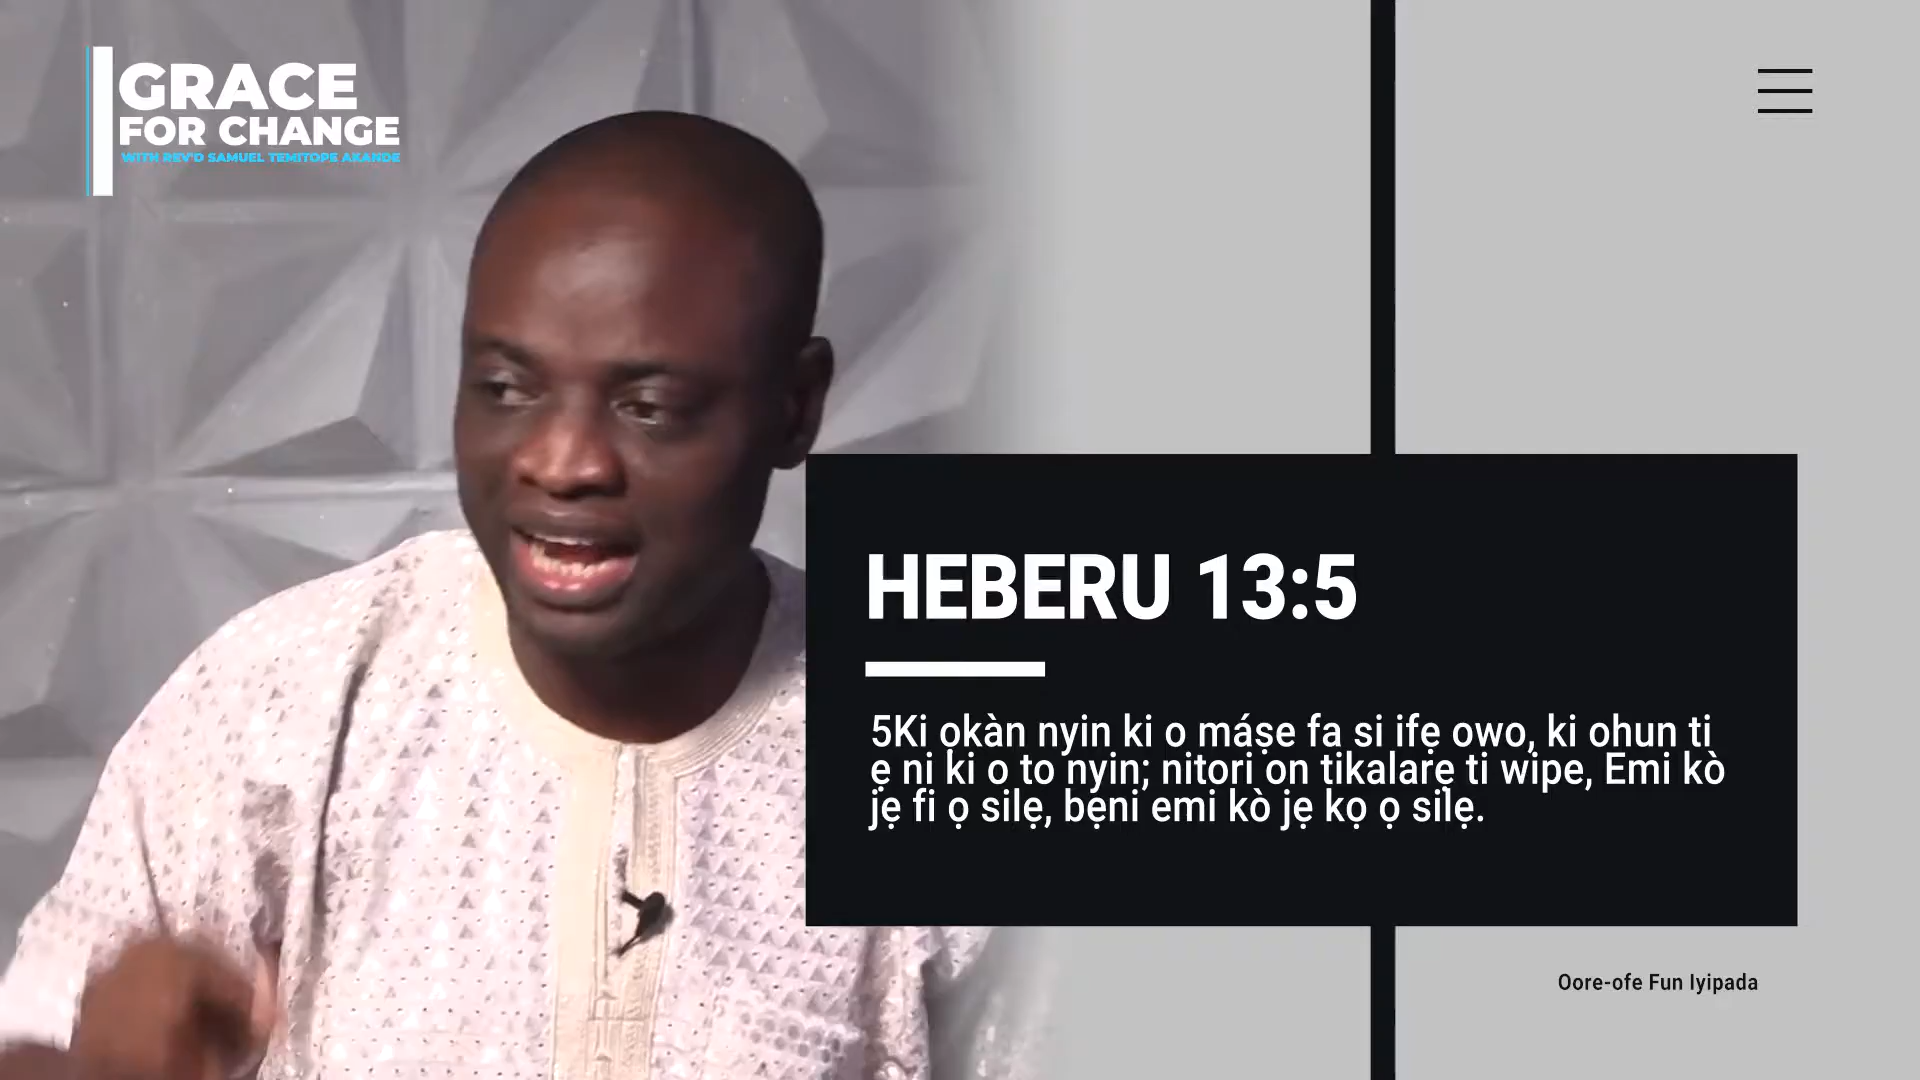 GRACE
FOR CHANGE
WITH REV'D SAMUEL TEMITOPE AKANDE
HEBERU 13:5
5Ki okàn nyin ki o máṣe fa si ifẹ owo, ki ohun ti
ẹ ni ki o to nyin; nitori on tikalarẹ ti wipe, Emi kò
jẹ fi ọ silẹ, bẹni emi kò jẹ kọ ọ silẹ.
Oore-ofe Fun Iyipada